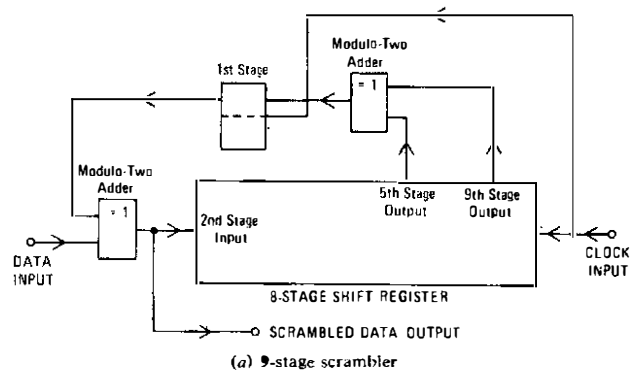 Modulo-Two
Adder
1st Stage
= 1
Modulo-Two
Adder
= 1
5th Stage
Output
9th Stage
Output
2nd Stage
Input
DATA
INPUT
CLOCK
INPUT
8-STAGE SHIFT REGISTER
SCRAMBLED DATA OUTPUT
(a) 9-stage scrambler